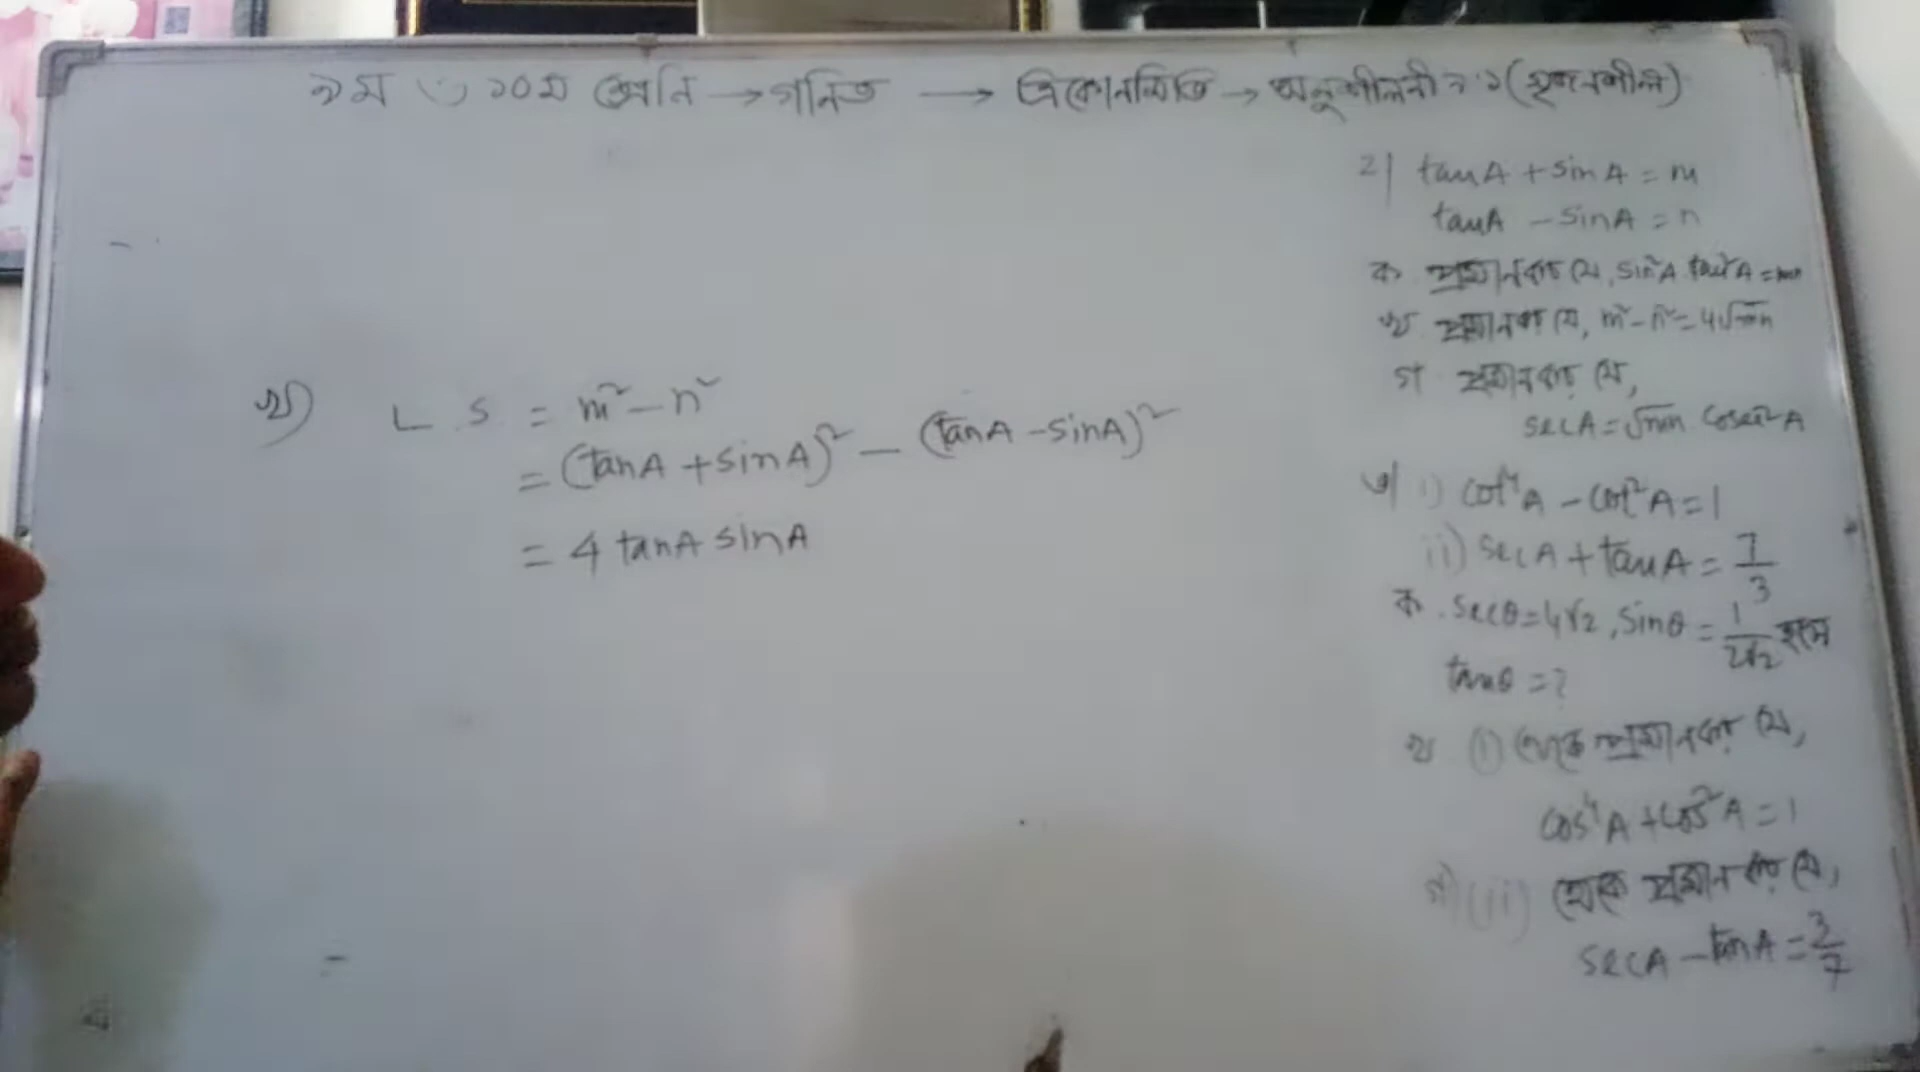 ৯ম ও ১০ম শ্রেনি → গনিত → ত্রিকোনমিতি → অনুশীলনী ৯.১ (সৃজনশীল)
খ) L.S = m² - n²
= (tanA + sinA)² - (tanA - sinA)²
= 4 tanA sinA
২| tanA + sinA = m
tanA - sinA = n
ক. প্রমান কর যে, sin²A tan²A = mn
খ. প্রমান কর যে, m² - n² = 4√mn
গ. প্রমান কর যে,
secA = √mn cosec²A
৩| i) cot⁴A - cot²A = 1
ii) secA + tanA = 7/3
ক. secθ = 4√2, sinθ = 1/2√2 হলে
tanθ = ?
খ (i) থেকে প্রমান কর যে,
cos⁴A + cos²A = 1
গ (ii) থেকে প্রমান কর যে,
secA - tanA = 3/7